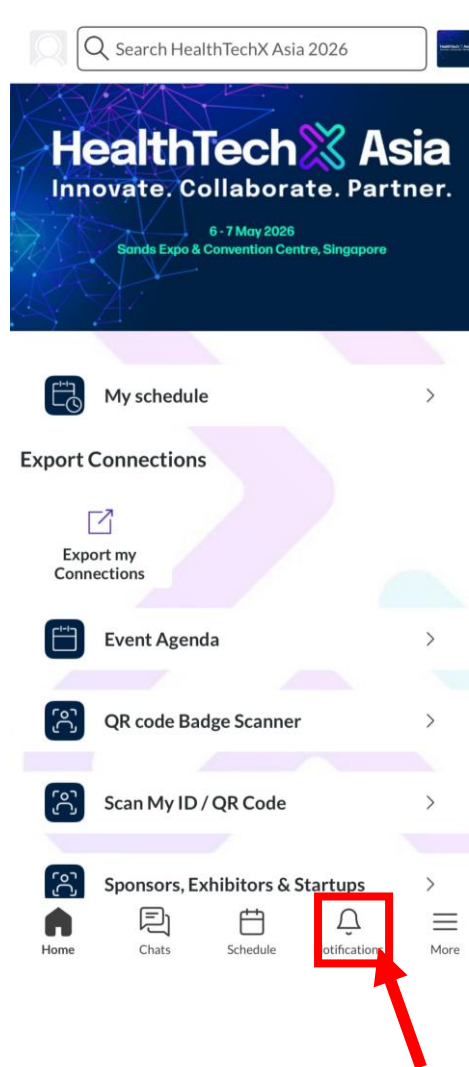 Search HealthTechX Asia 2026
HealthTechX Asia
Innovate. Collaborate. Partner.
6 - 7 May 2026
Sands Expo & Convention Centre, Singapore
My schedule
Export Connections
Export my
Connections
Event Agenda
QR code Badge Scanner
Scan My ID / QR Code
Sponsors, Exhibitors & Startups
Home Chats Schedule Notifications More